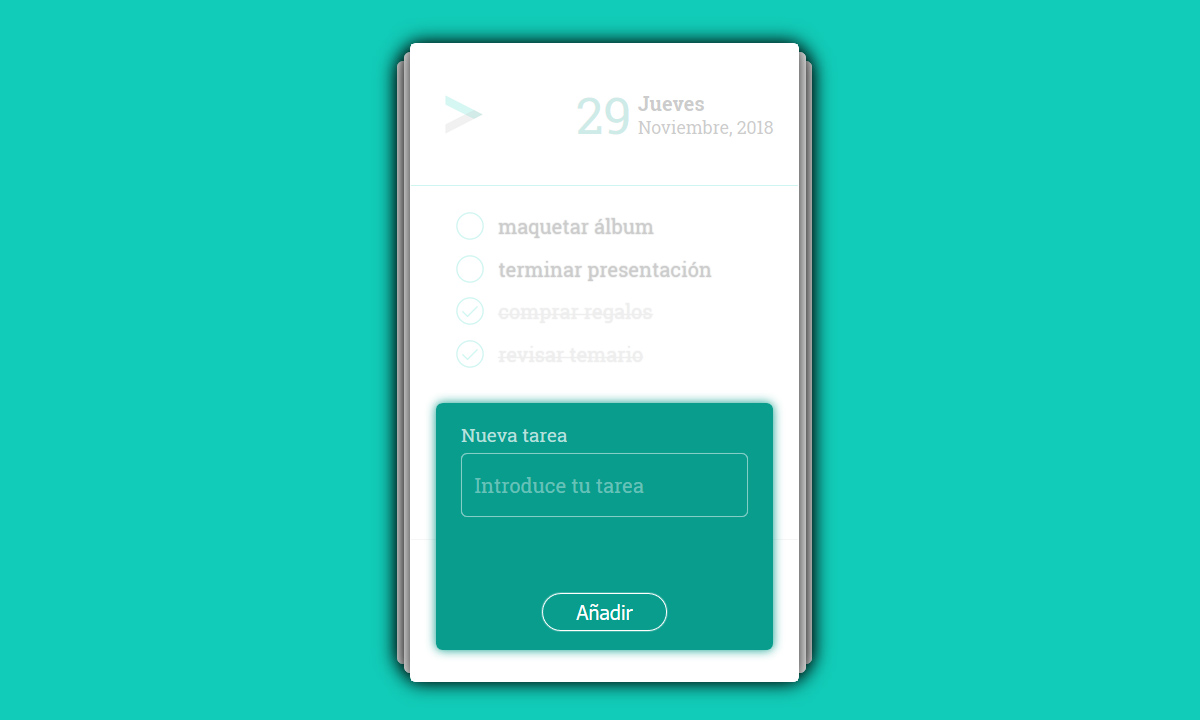 29
Jueves
Noviembre, 2018
maquetar álbum
terminar presentación
comprar regalos
revisar temario
Nueva tarea
Introduce tu tarea
Añadir